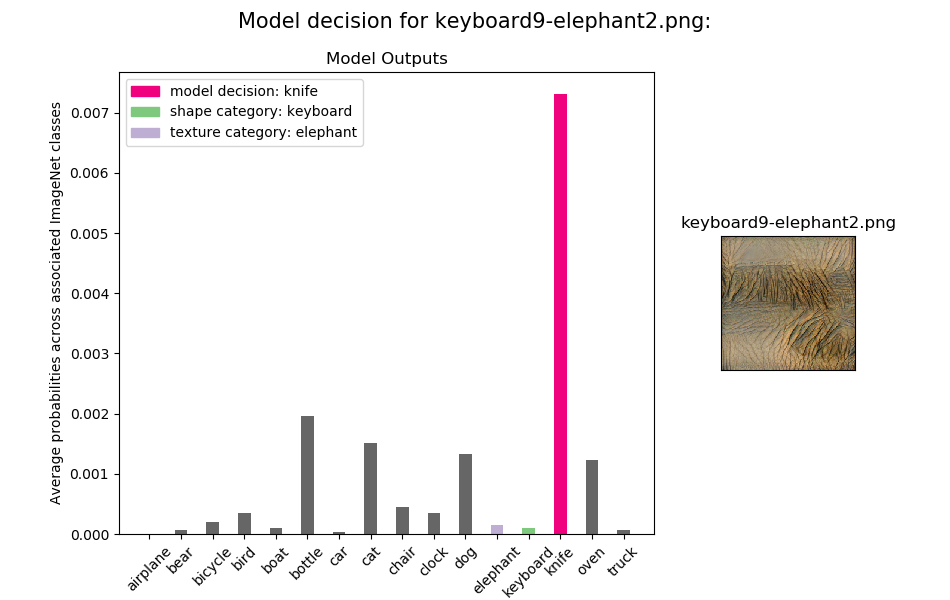 Model decision for keyboard9-elephant2.png:
Model Outputs
model decision: knife
shape category: keyboard
texture category: elephant
Average probabilities across associated ImageNet classes
0.007
0.006
0.005
0.004
0.003
0.002
0.001
0.000
airplane
bear
bicycle
bird
boat
bottle
car
cat
chair
clock
dog
elephant
keyboard
knife
oven
truck
keyboard9-elephant2.png